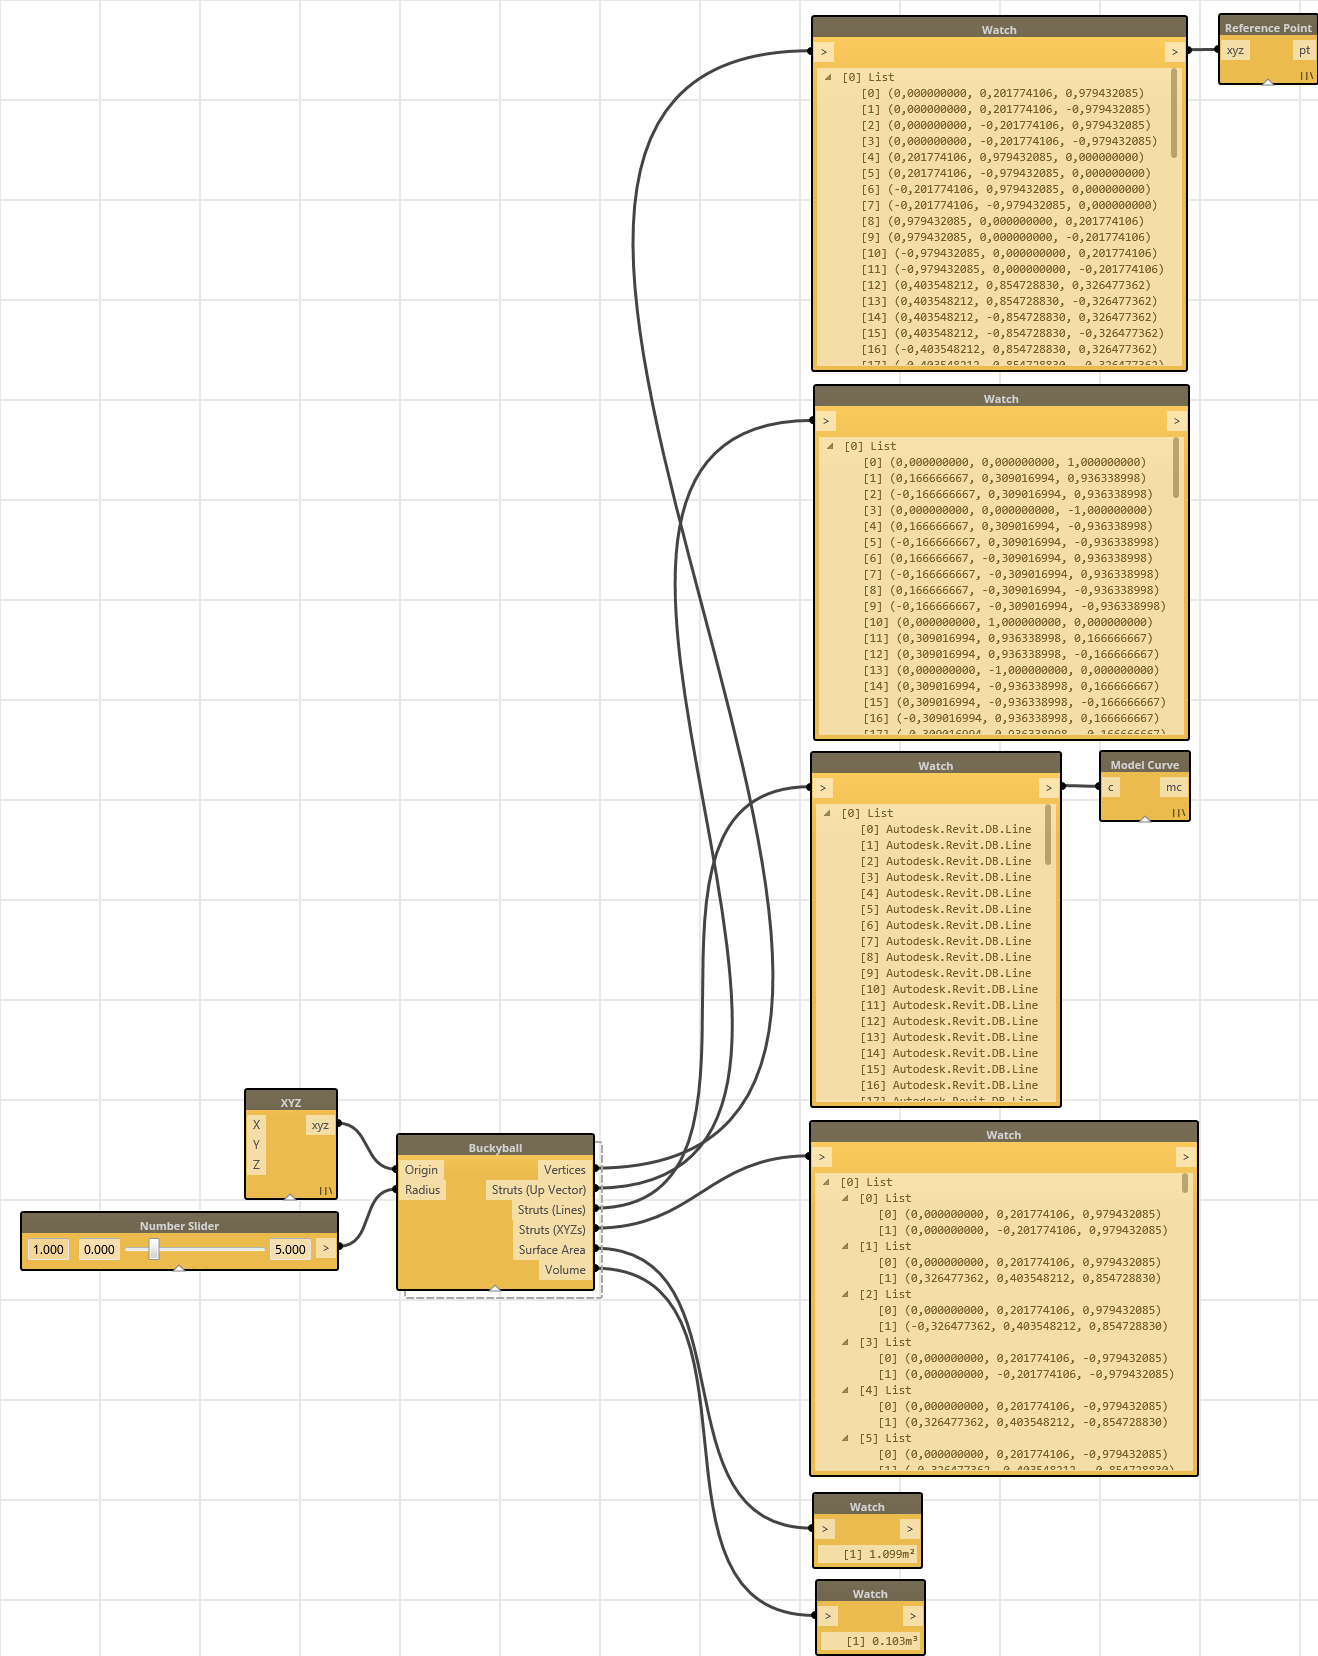 Watch
> >
[0] List
[0] (0,000000000, 0,201774106, 0,979432085)
[1] (0,000000000, 0,201774106, -0,979432085)
[2] (0,000000000, -0,201774106, 0,979432085)
[3] (0,000000000, -0,201774106, -0,979432085)
[4] (0,201774106, 0,979432085, 0,000000000)
[5] (0,201774106, -0,979432085, 0,000000000)
[6] (-0,201774106, 0,979432085, 0,000000000)
[7] (-0,201774106, -0,979432085, 0,000000000)
[8] (0,979432085, 0,000000000, 0,201774106)
[9] (0,979432085, 0,000000000, -0,201774106)
[10] (-0,979432085, 0,000000000, 0,201774106)
[11] (-0,979432085, 0,000000000, -0,201774106)
[12] (0,403548212, 0,854728830, 0,326477362)
[13] (0,403548212, 0,854728830, -0,326477362)
[14] (0,403548212, -0,854728830, 0,326477362)
[15] (0,403548212, -0,854728830, -0,326477362)
[16] (-0,403548212, 0,854728830, 0,326477362)
Reference Point
xyz pt
Watch
> >
[0] List
[0] (0,000000000, 0,000000000, 1,000000000)
[1] (0,166666667, 0,309016994, 0,936338998)
[2] (-0,166666667, 0,309016994, 0,936338998)
[3] (0,000000000, 0,000000000, -1,000000000)
[4] (0,166666667, 0,309016994, -0,936338998)
[5] (-0,166666667, 0,309016994, -0,936338998)
[6] (0,166666667, -0,309016994, 0,936338998)
[7] (-0,166666667, -0,309016994, 0,936338998)
[8] (0,166666667, -0,309016994, -0,936338998)
[9] (-0,166666667, -0,309016994, -0,936338998)
[10] (0,000000000, 1,000000000, 0,000000000)
[11] (0,309016994, 0,936338998, 0,166666667)
[12] (0,309016994, 0,936338998, -0,166666667)
[13] (0,000000000, -1,000000000, 0,000000000)
[14] (0,309016994, -0,936338998, 0,166666667)
[15] (0,309016994, -0,936338998, -0,166666667)
[16] (-0,309016994, 0,936338998, 0,166666667)
Watch
> >
[0] List
[0] Autodesk.Revit.DB.Line
[1] Autodesk.Revit.DB.Line
[2] Autodesk.Revit.DB.Line
[3] Autodesk.Revit.DB.Line
[4] Autodesk.Revit.DB.Line
[5] Autodesk.Revit.DB.Line
[6] Autodesk.Revit.DB.Line
[7] Autodesk.Revit.DB.Line
[8] Autodesk.Revit.DB.Line
[9] Autodesk.Revit.DB.Line
[10] Autodesk.Revit.DB.Line
[11] Autodesk.Revit.DB.Line
[12] Autodesk.Revit.DB.Line
[13] Autodesk.Revit.DB.Line
[14] Autodesk.Revit.DB.Line
[15] Autodesk.Revit.DB.Line
[16] Autodesk.Revit.DB.Line
Model Curve
c mc
XYZ
X xyz
Y
Z
Number Slider
1.000 0.000 5.000 >
Buckyball
Origin Vertices
Radius Struts (Up Vector)
Struts (Lines)
Struts (XYZs)
Surface Area
Volume
Watch
> >
[0] List
[0] List
[0] (0,000000000, 0,201774106, 0,979432085)
[1] (0,000000000, -0,201774106, 0,979432085)
[1] List
[0] (0,000000000, 0,201774106, 0,979432085)
[1] (0,326477362, 0,403548212, 0,854728830)
[2] List
[0] (0,000000000, 0,201774106, 0,979432085)
[1] (-0,326477362, 0,403548212, 0,854728830)
[3] List
[0] (0,000000000, 0,201774106, -0,979432085)
[1] (0,000000000, -0,201774106, -0,979432085)
[4] List
[0] (0,000000000, 0,201774106, -0,979432085)
[1] (0,326477362, 0,403548212, -0,854728830)
[5] List
[0] (0,000000000, 0,201774106, -0,979432085)
Watch
> >
[1] 1.099m²
Watch
> >
[1] 0.103m³